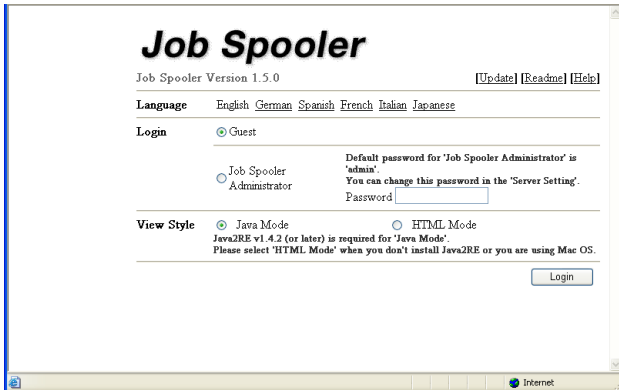 Job Spooler
Job Spooler Version 1.5.0 [Update] [Readme] [Help]
Language English German Spanish French Italian Japanese
Login Guest
Job Spooler Administrator
Default password for 'Job Spooler Administrator' is
'admin'.
You can change this password in the 'Server Setting'.
Password
View Style Java Mode HTML Mode
Java2RE v1.4.2 (or later) is required for 'Java Mode'.
Please select 'HTML Mode' when you don't install Java2RE or you are using Mac OS.
Login
Internet